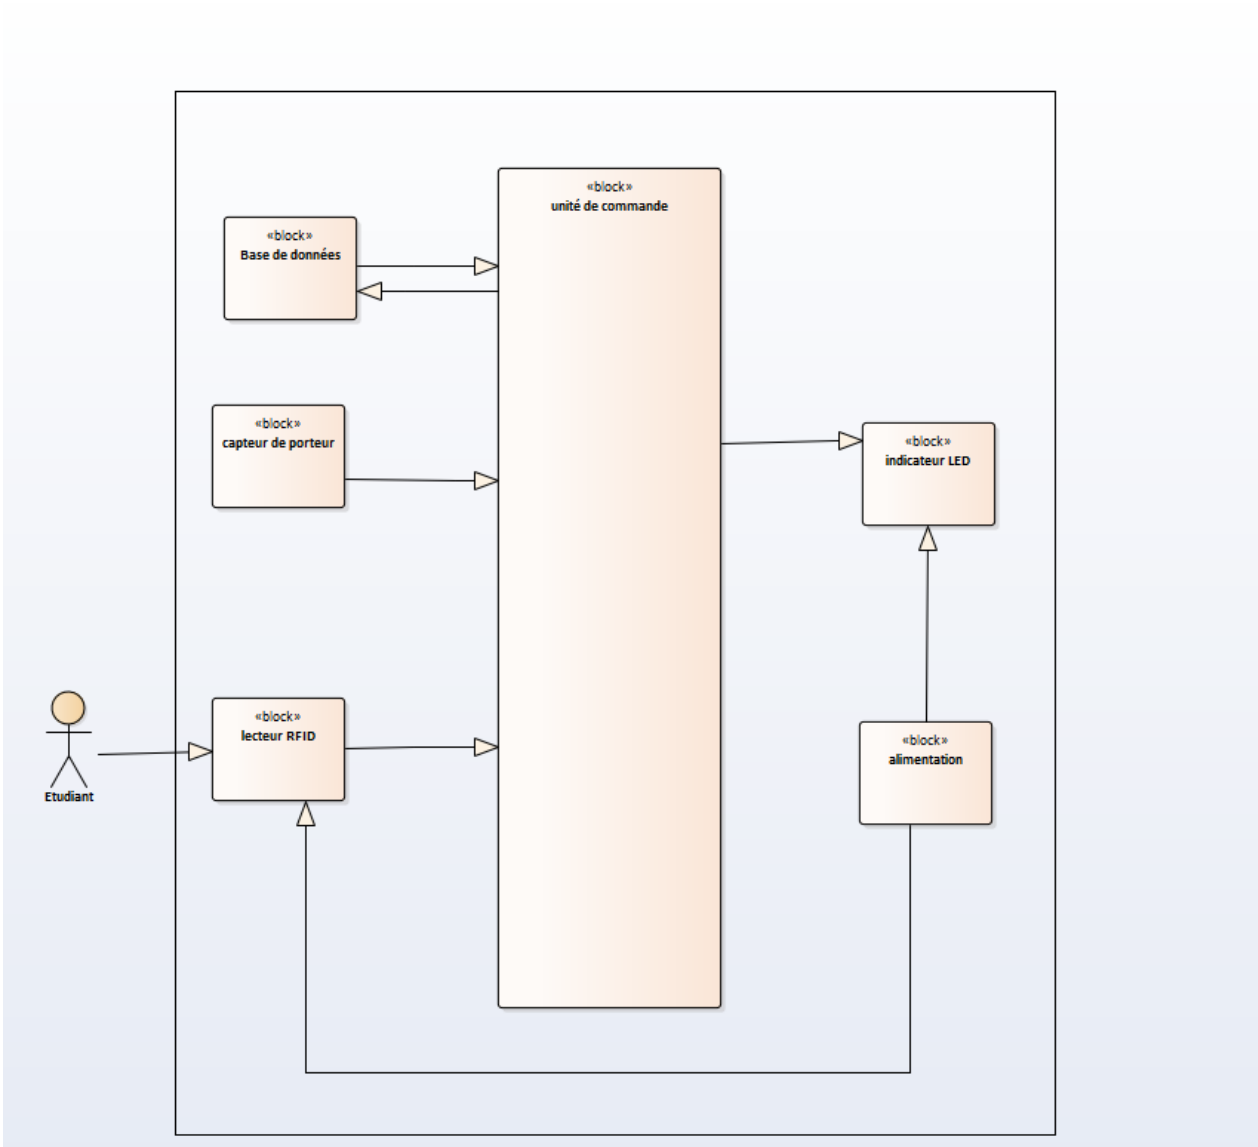 «block»
unité de commande
«block»
Base de données
«block»
capteur de porteur
«block»
indicateur LED
«block»
lecteur RFID
«block»
alimentation
Etudiant